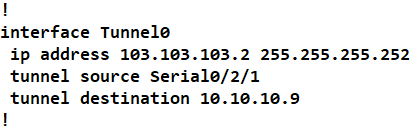 !
interface Tunnel0
 ip address 103.103.103.2 255.255.255.252
 tunnel source Serial0/2/1
 tunnel destination 10.10.10.9
!